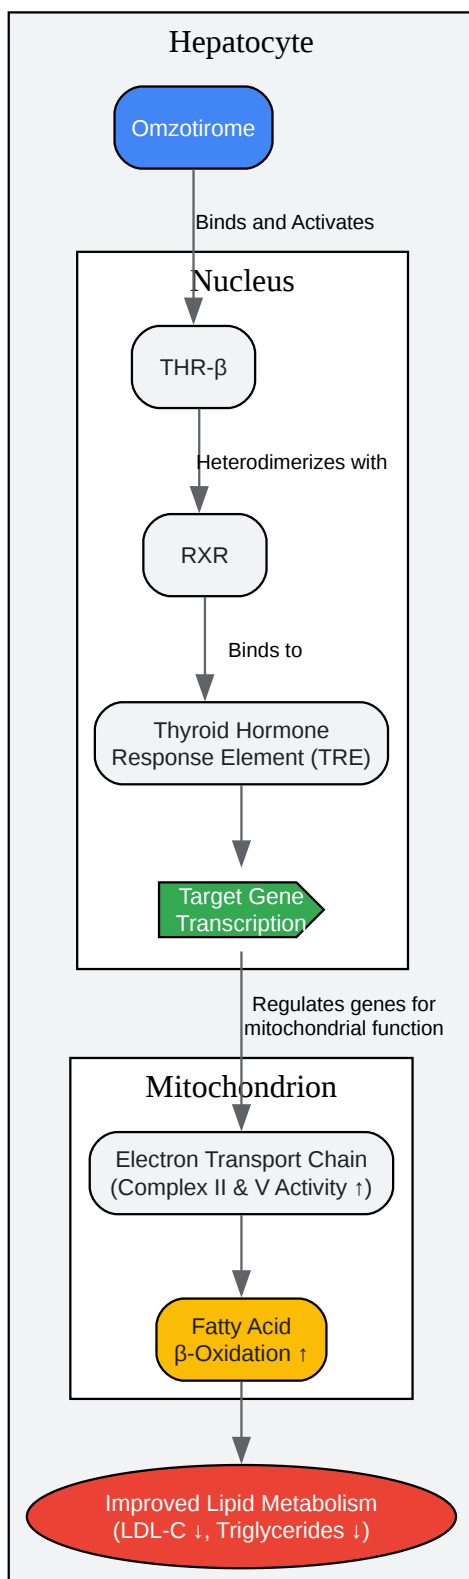 Hepatocyte
Omzotirome
Binds and Activates
Nucleus
THR-β
Heterodimerizes with
RXR
Binds to
Thyroid Hormone
Response Element (TRE)
Target Gene
Transcription
Regulates genes for
mitochondrial function
Mitochondrion
Electron Transport Chain
(Complex II & V Activity ↑)
Fatty Acid
β-Oxidation ↑
Improved Lipid Metabolism
(LDL-C ↓, Triglycerides ↓)